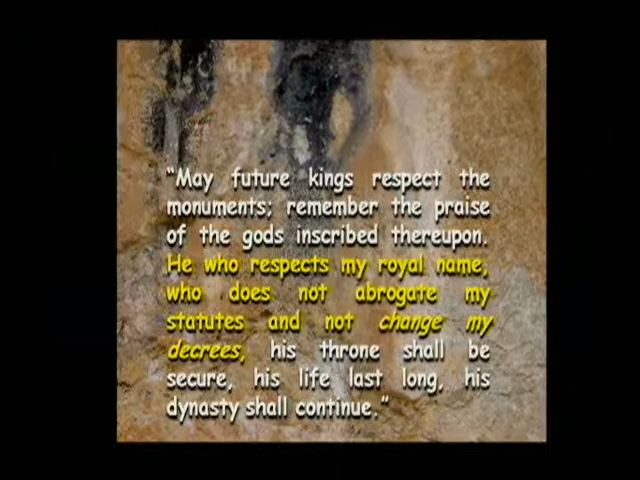 “May future kings respect the
monuments; remember the praise
of the gods inscribed thereupon.
He who respects my royal name,
who does not abrogate my
statutes and not change my
decrees, his throne shall be
secure, his life last long, his
dynasty shall continue.”